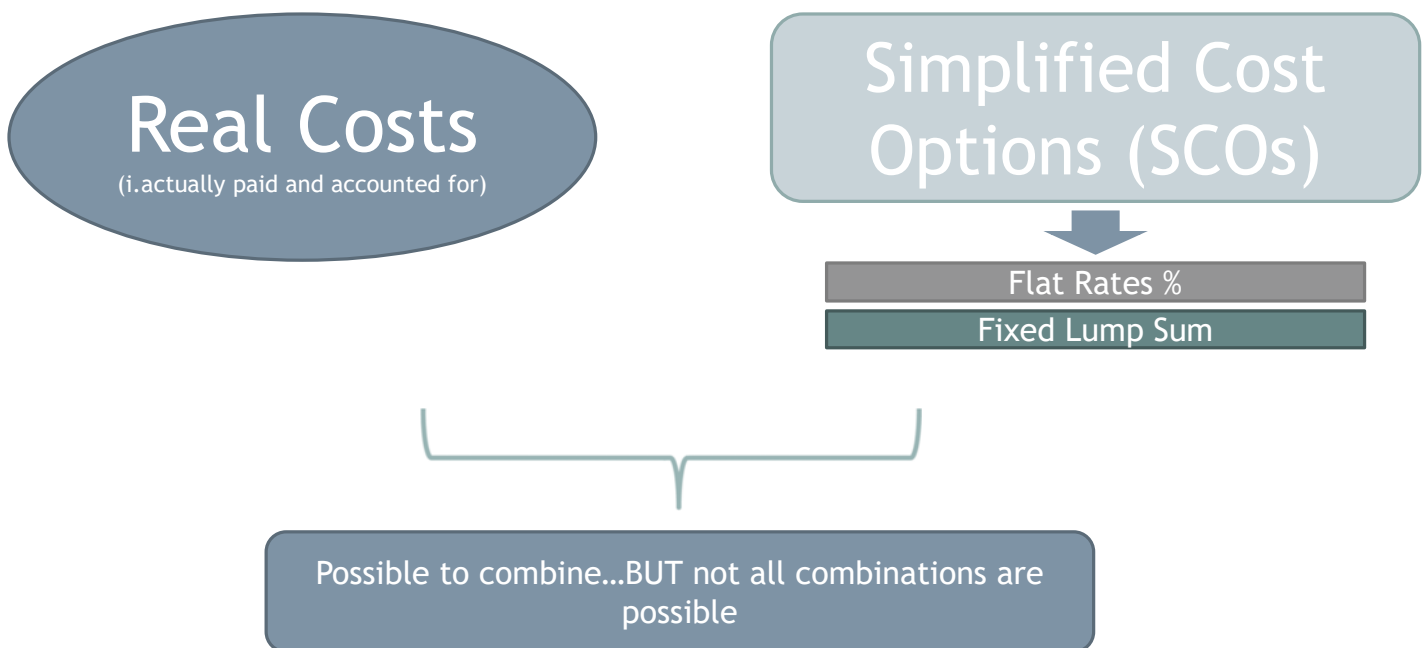 Real Costs
(i.actually paid and accounted for)
Simplified Cost
Options (SCOs)
Flat Rates %
Fixed Lump Sum
Possible to combine…BUT not all combinations are
possible